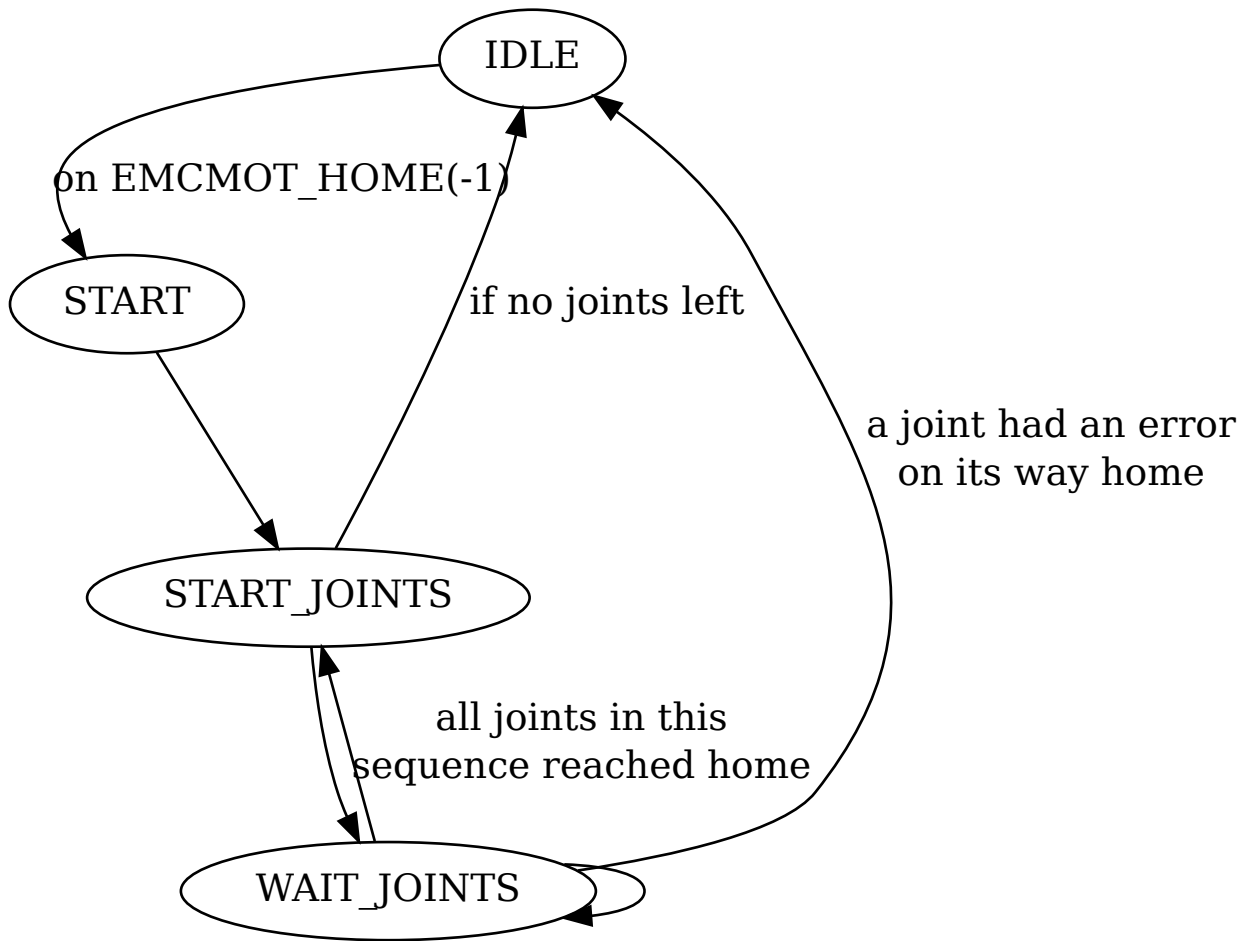 IDLE
on EMCMOT_HOME(-1)
START
if no joints left
a joint had an error
on its way home
START_JOINTS
all joints in this
sequence reached home
WAIT_JOINTS